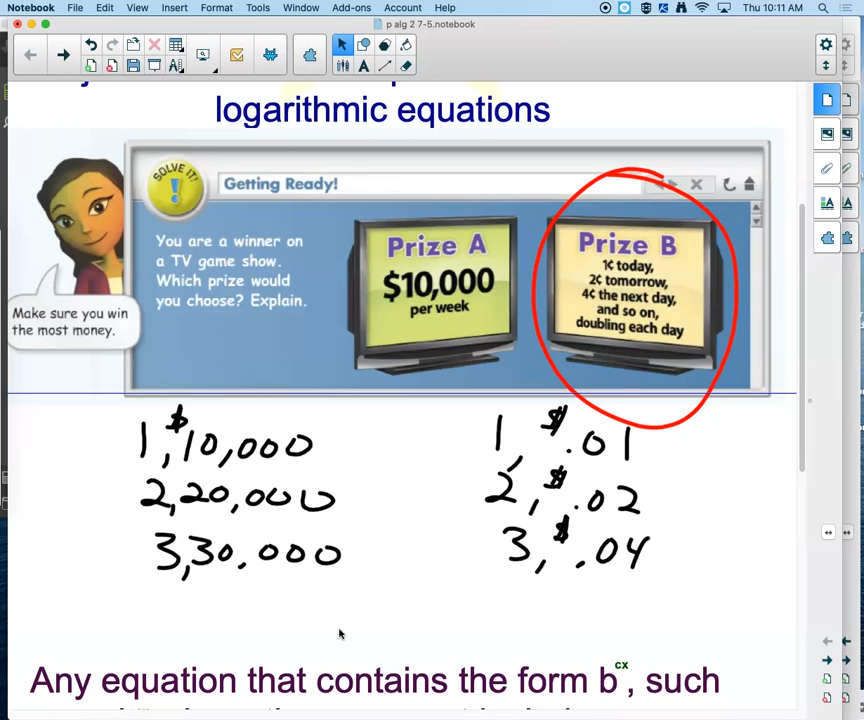 Notebook File Edit View Insert Format Tools Window Add-ons Account Help Thu 10:11 AM
p alg 2 7-5.notebook
logarithmic equations
SOLVE IT!
Getting Ready!
You are a winner on
a TV game show.
Which prize would
you choose? Explain.
Make sure you win
the most money.
Prize A
$10,000
per week
Prize B
1¢ today,
2¢ tomorrow,
4¢ the next day,
and so on,
doubling each day
1, $10,000
2, 20,000
3, 30.000
1, $.01
2, $.02
3, $.04
Any equation that contains the form b^cx, such